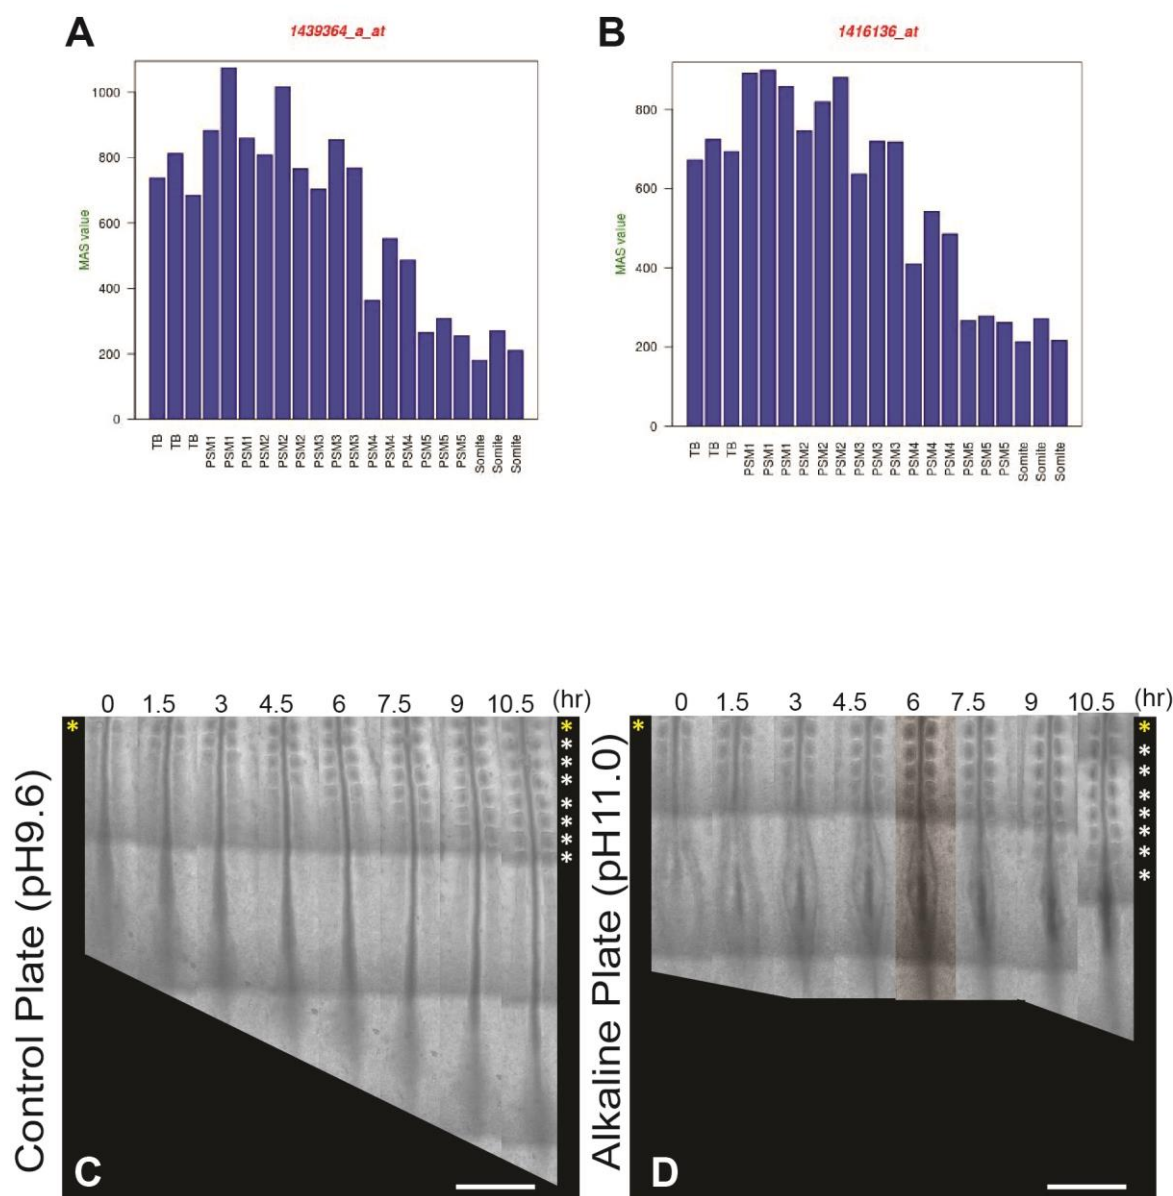 A
1439364_a_at
1000
800
600
400
200
0
MAS value
TB TB TB PSM1 PSM1 PSM1 PSM2 PSM2 PSM2 PSM3 PSM3 PSM3 PSM4 PSM4 PSM4 PSM5 PSM5 PSM5 Somite Somite Somite
B
1416136_at
800
600
400
200
0
MAS value
TB TB TB PSM1 PSM1 PSM1 PSM2 PSM2 PSM2 PSM3 PSM3 PSM3 PSM4 PSM4 PSM4 PSM5 PSM5 PSM5 Somite Somite Somite
0 1.5 3 4.5 6 7.5 9 10.5 (hr)
* *
*
*
*
*
*
*
*
Control Plate (pH9.6)
C
0 1.5 3 4.5 6 7.5 9 10.5 (hr)
* *
*
*
*
*
*
*
Alkaline Plate (pH11.0)
D